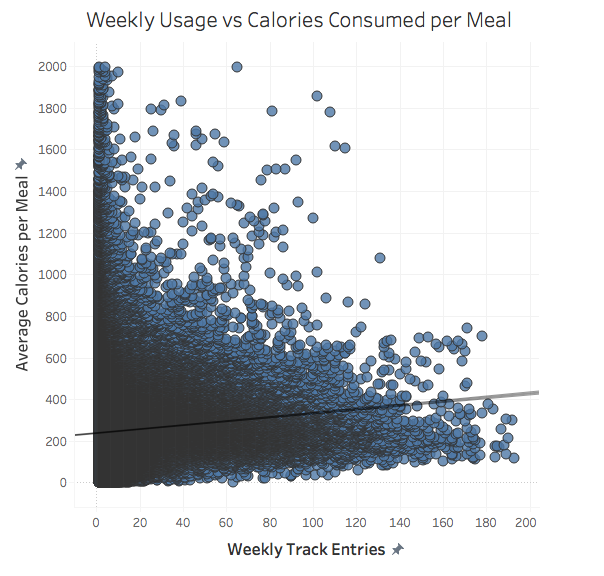 Weekly Usage vs Calories Consumed per Meal
2000
1800
1600
1400
1200
1000
800
600
400
200
0
Average Calories per Meal
0 20 40 60 80 100 120 140 160 180 200
Weekly Track Entries